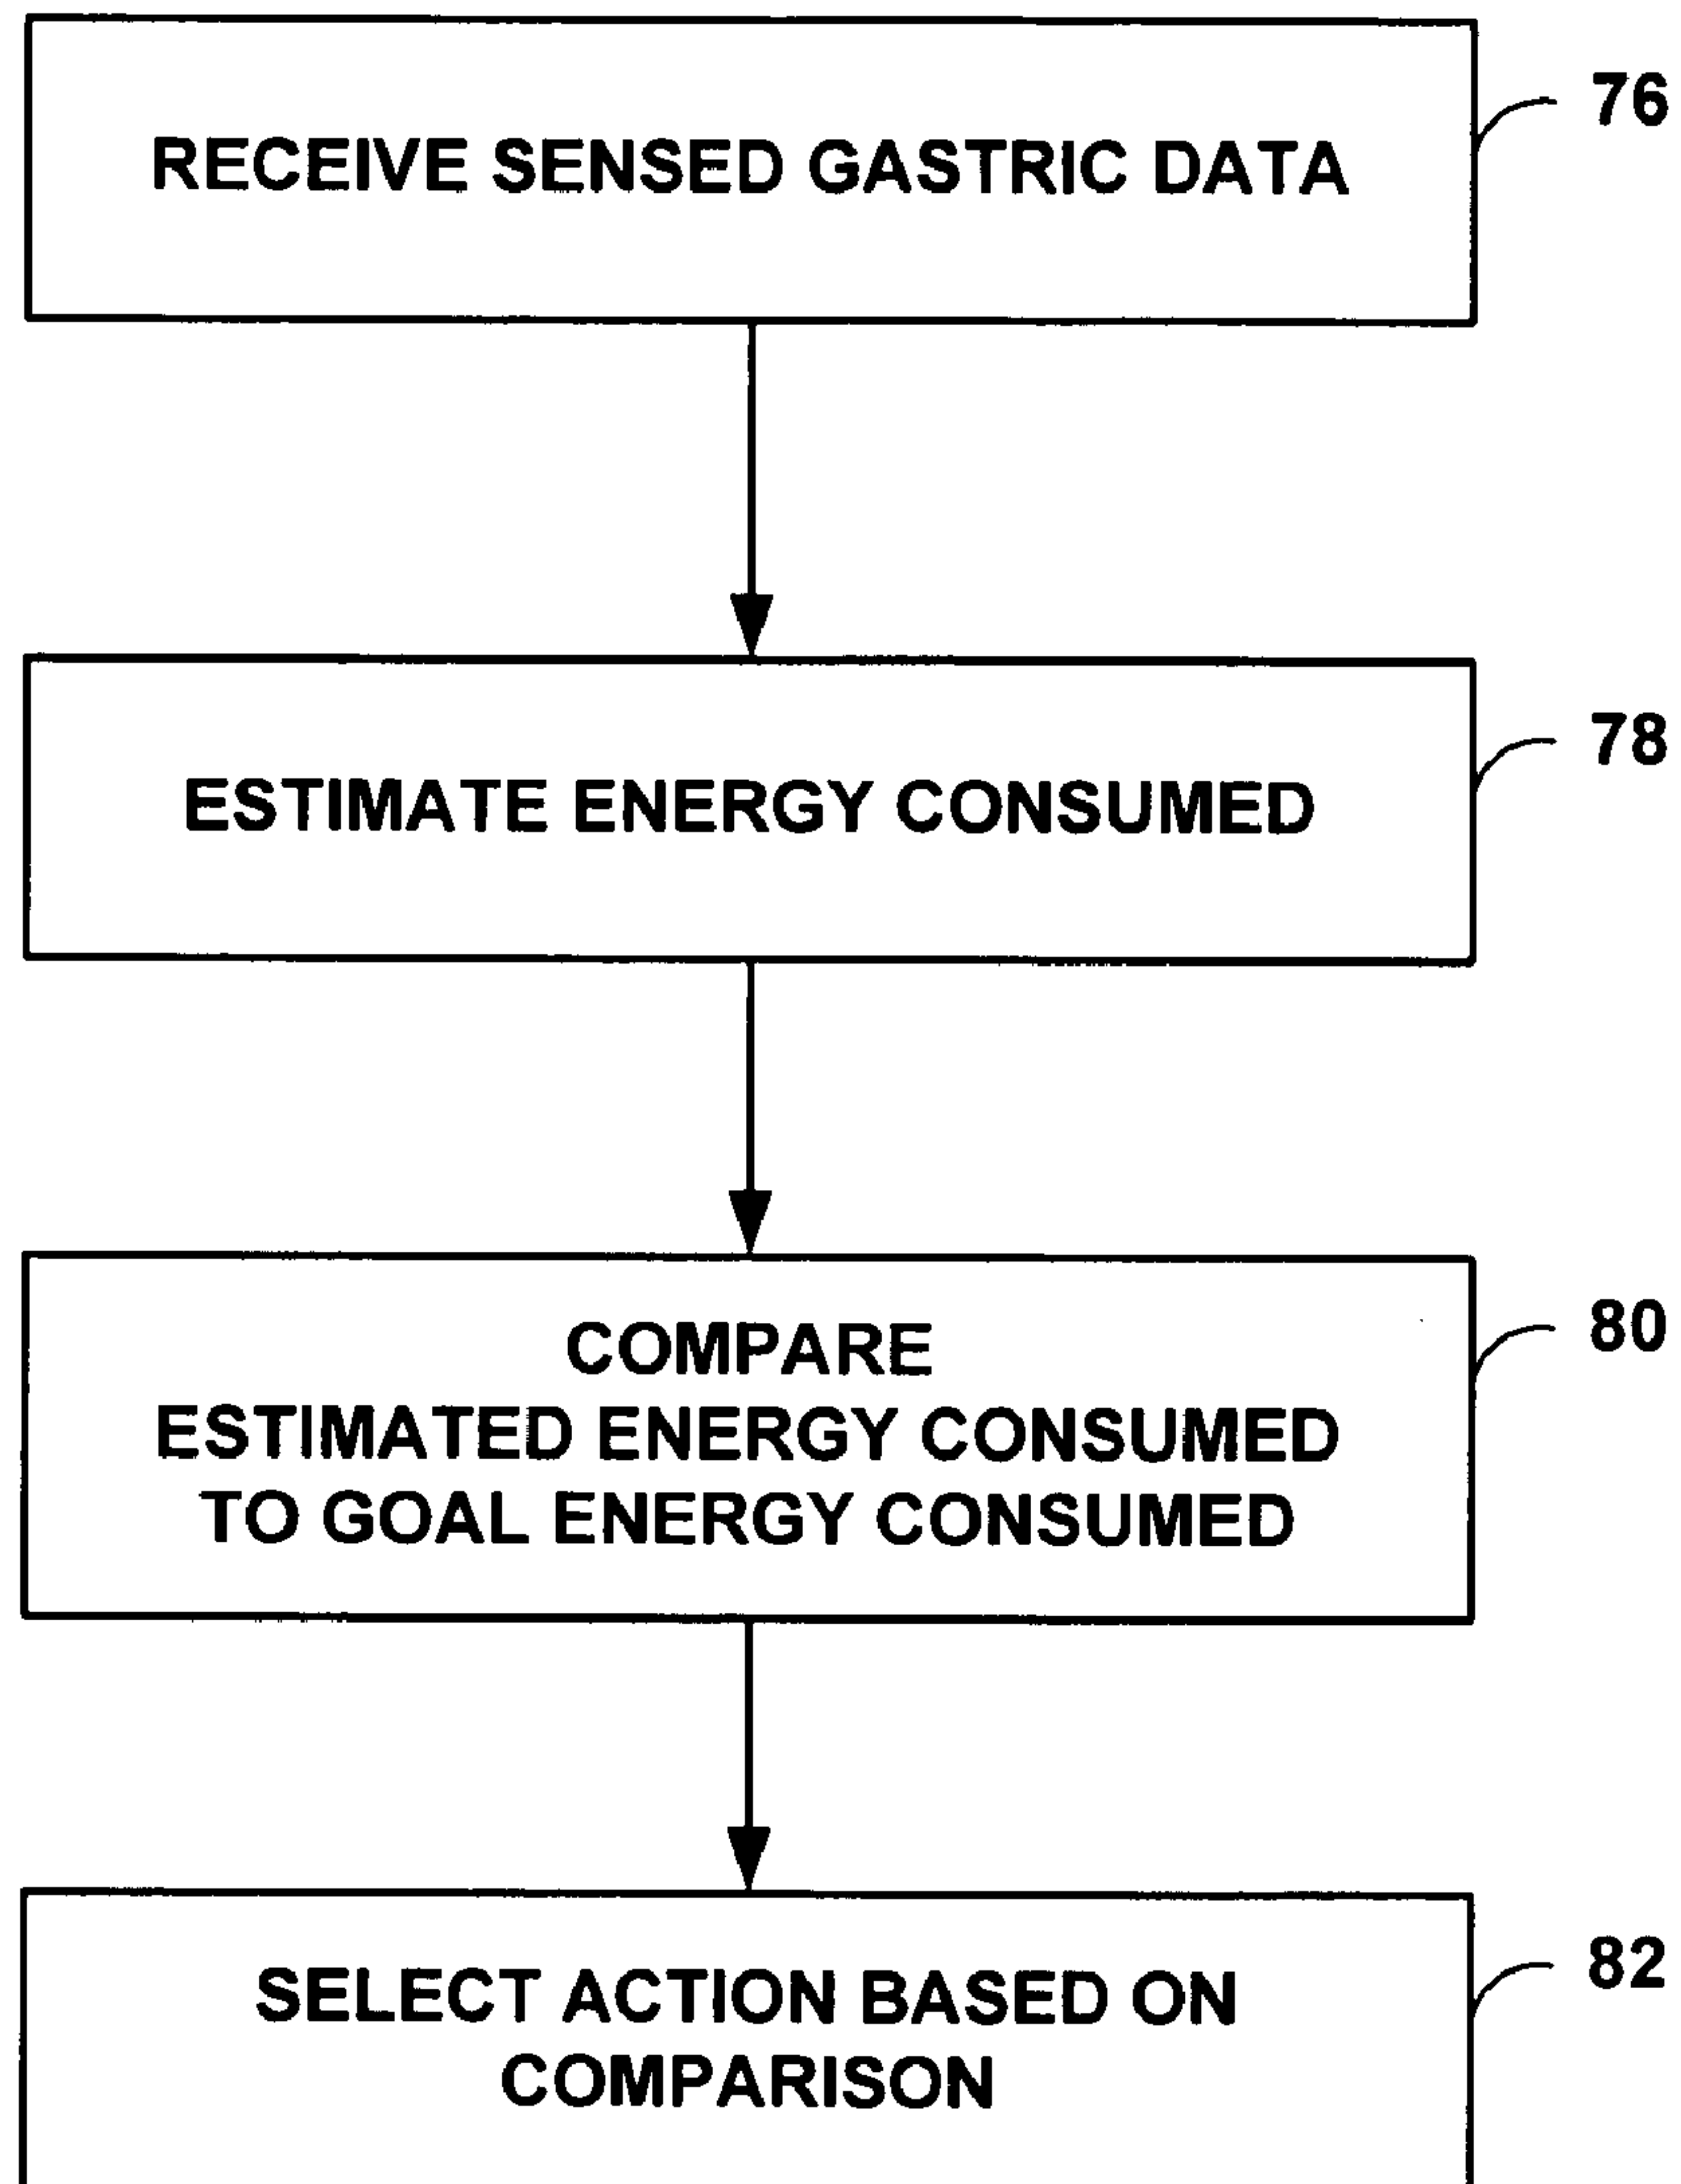 RECEIVE SENSED GASTRIC DATA
76
ESTIMATE ENERGY CONSUMED
78
COMPARE
ESTIMATED ENERGY CONSUMED
TO GOAL ENERGY CONSUMED
80
SELECT ACTION BASED ON
COMPARISON
82